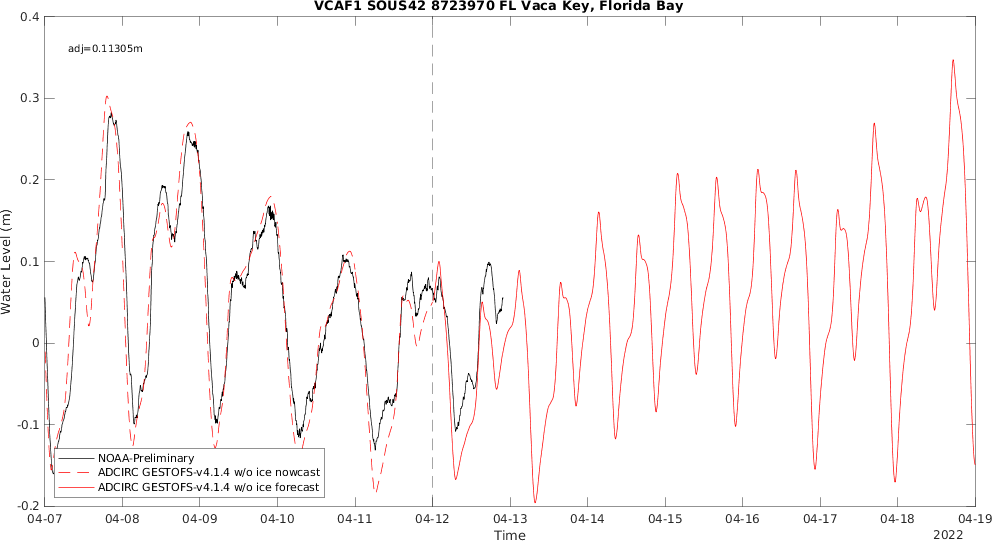 VCAF1 SOUS42 8723970 FL Vaca Key, Florida Bay
0.4
adj=0.11305m
0.3
0.2
0.1
0
-0.1
-0.2
Water Level (m)
NOAA-Preliminary
ADCIRC GESTOFS-v4.1.4 w/o ice nowcast
ADCIRC GESTOFS-v4.1.4 w/o ice forecast
04-07 04-08 04-09 04-10 04-11 04-12 04-13 04-14 04-15 04-16 04-17 04-18 04-19
Time
2022